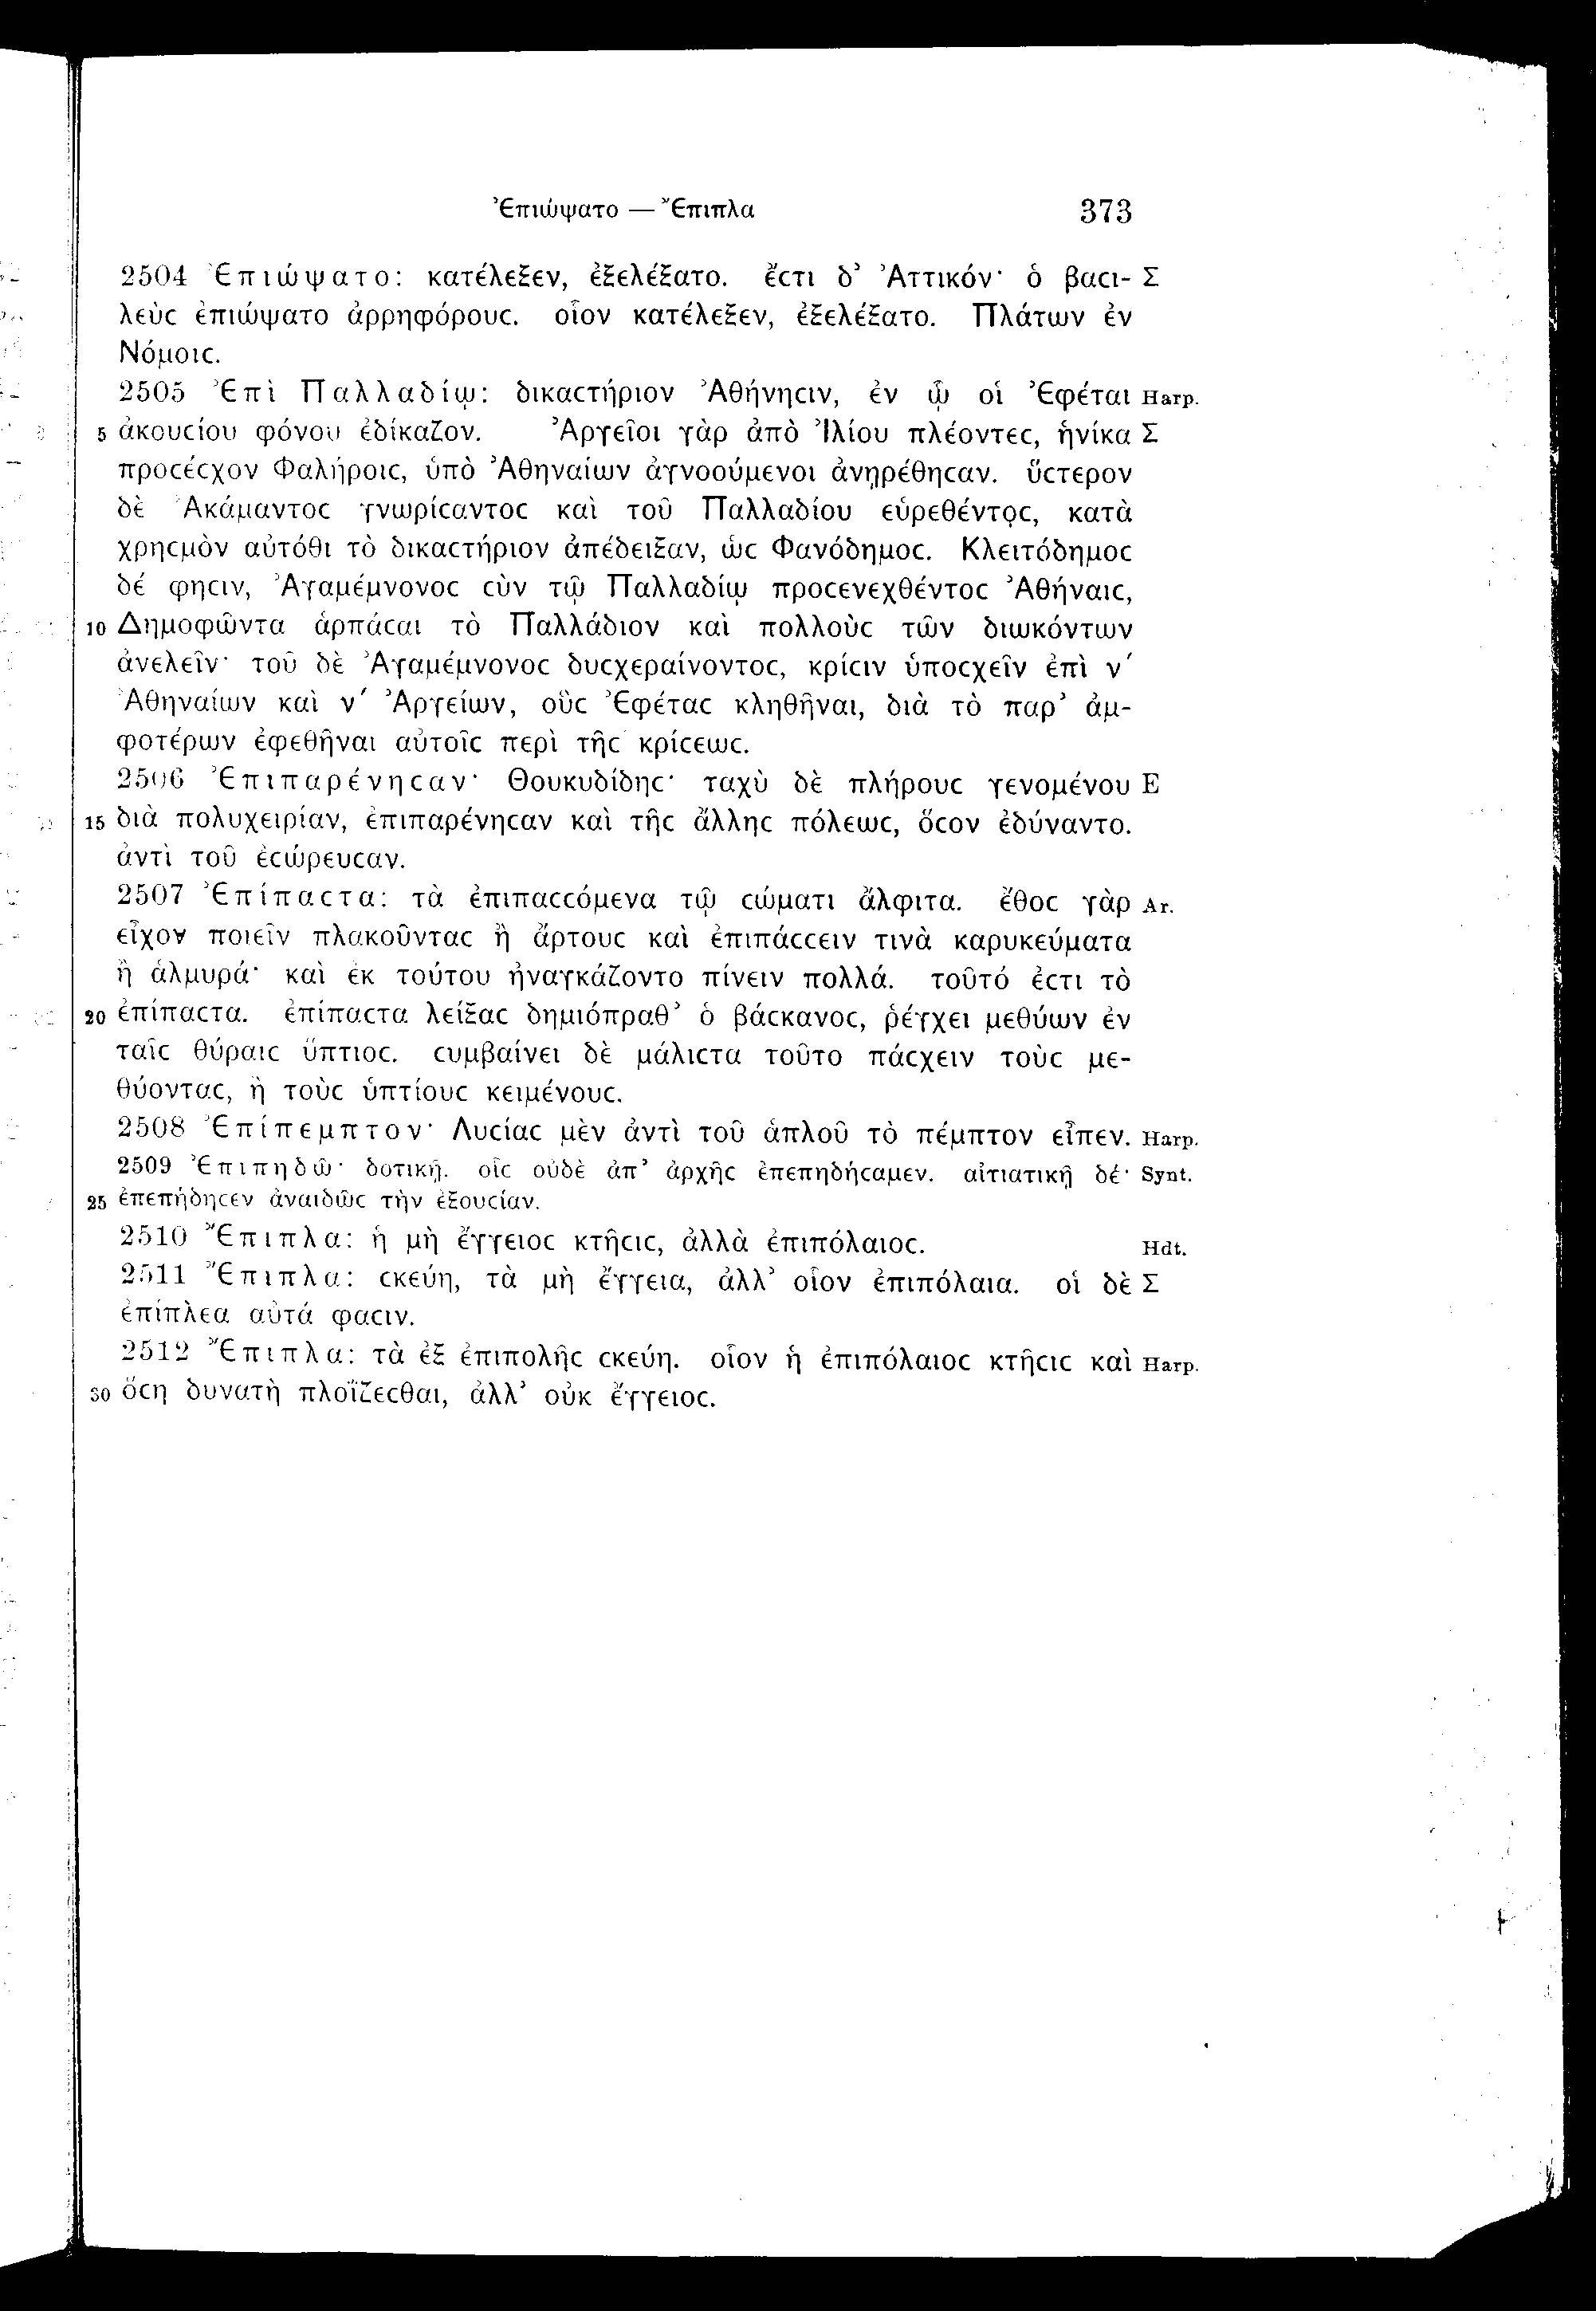 Ἐπιώψατο — Ἔπιπλα 373
2504 Ἐπιώψατο: κατέλεξεν, ἐξελέξατο. ἔϲτι δ’ Ἀττικόν· ὁ βαϲι- Σ
λεὺϲ ἐπιώψατο ἀρρηφόρουϲ. οἷον κατέλεξεν, ἐξελέξατο. Πλάτων ἐν
Νόμοιϲ.
2505 Ἐπὶ Παλλαδίῳ: δικαϲτήριον Ἀθήνηϲιν, ἐν ᾧ οἱ Ἐφέται Harp.
5 ἀκουϲίου φόνου ἐδίκαζον. Ἀργεῖοι γὰρ ἀπὸ Ἰλίου πλέοντεϲ, ἡνίκα Σ
προϲέϲχον Φαλήροιϲ, ὑπὸ Ἀθηναίων ἀγνοούμενοι ἀνῃρέθηϲαν. ὕϲτερον
δὲ Ἀκάμαντοϲ γνωρίϲαντοϲ καὶ τοῦ Παλλαδίου εὑρεθέντοϲ, κατὰ
χρηϲμὸν αὐτόθι τὸ δικαϲτήριον ἀπέδειξαν, ὡϲ Φανόδημοϲ. Κλειτόδημοϲ
δέ φηϲιν, Ἀγαμέμνονοϲ ϲὺν τῷ Παλλαδίῳ προϲενεχθέντοϲ Ἀθήναιϲ,
10 Δημοφῶντα ἁρπάϲαι τὸ Παλλάδιον καὶ πολλοὺϲ τῶν διωκόντων
ἀνελεῖν· τοῦ δὲ Ἀγαμέμνονοϲ δυϲχεραίνοντοϲ, κρίϲιν ὑποϲχεῖν ἐπὶ ν′
Ἀθηναίων καὶ ν′ Ἀργείων, οὓϲ Ἐφέταϲ κληθῆναι, διὰ τὸ παρ’ ἀμ-
φοτέρων ἐφεθῆναι αὐτοῖϲ περὶ τῆϲ κρίϲεωϲ.
2506 Ἐπιπαρένηϲαν· Θουκυδίδηϲ· ταχὺ δὲ πλήρουϲ γενομένου E
15 διὰ πολυχειρίαν, ἐπιπαρένηϲαν καὶ τῆϲ ἄλληϲ πόλεωϲ, ὅϲον ἐδύναντο.
ἀντὶ τοῦ ἐϲώρευϲαν.
2507 Ἐπίπαϲτα: τὰ ἐπιπαϲϲόμενα τῷ ϲώματι ἄλφιτα. ἔθοϲ γὰρ Ar.
εἶχον ποιεῖν πλακοῦνταϲ ἢ ἄρτουϲ καὶ ἐπιπάϲϲειν τινὰ καρυκεύματα
ἢ ἁλμυρά· καὶ ἐκ τούτου ἠναγκάζοντο πίνειν πολλά. τοῦτό ἐϲτι τὸ
20 ἐπίπαϲτα. ἐπίπαϲτα λείξαϲ δημιόπραθ’ ὁ βάϲκανοϲ, ῥέγχει μεθύων ἐν
ταῖϲ θύραιϲ ὕπτιοϲ. ϲυμβαίνει δὲ μάλιϲτα τοῦτο πάϲχειν τοὺϲ με-
θύονταϲ, ἢ τοὺϲ ὑπτίουϲ κειμένουϲ.
2508 Ἐπίπεμπτον· Λυϲίαϲ μὲν ἀντὶ τοῦ ἁπλοῦ τὸ πέμπτον εἶπεν. Harp.
2509 Ἐπιπηδῶ· δοτικῇ. οἷϲ οὐδὲ ἀπ’ ἀρχῆϲ ἐπεπηδήϲαμεν. αἰτιατικῇ δέ· Synt.
25 ἐπεπήδηϲεν ἀναιδῶϲ τὴν ἐξουϲίαν.
2510 Ἔπιπλα: ἡ μὴ ἔγγειοϲ κτῆϲιϲ, ἀλλὰ ἐπιπόλαιοϲ. Hdt.
2511 Ἔπιπλα: ϲκεύη, τὰ μὴ ἔγγεια, ἀλλ’ οἷον ἐπιπόλαια. οἱ δὲ Σ
ἐπίπλεα αὐτά φαϲιν.
2512 Ἔπιπλα: τὰ ἐξ ἐπιπολῆϲ ϲκεύη. οἷον ἡ ἐπιπόλαιοϲ κτῆϲιϲ καὶ Harp.
30 ὅϲη δυνατὴ πλοΐζεϲθαι, ἀλλ’ οὐκ ἔγγειοϲ.